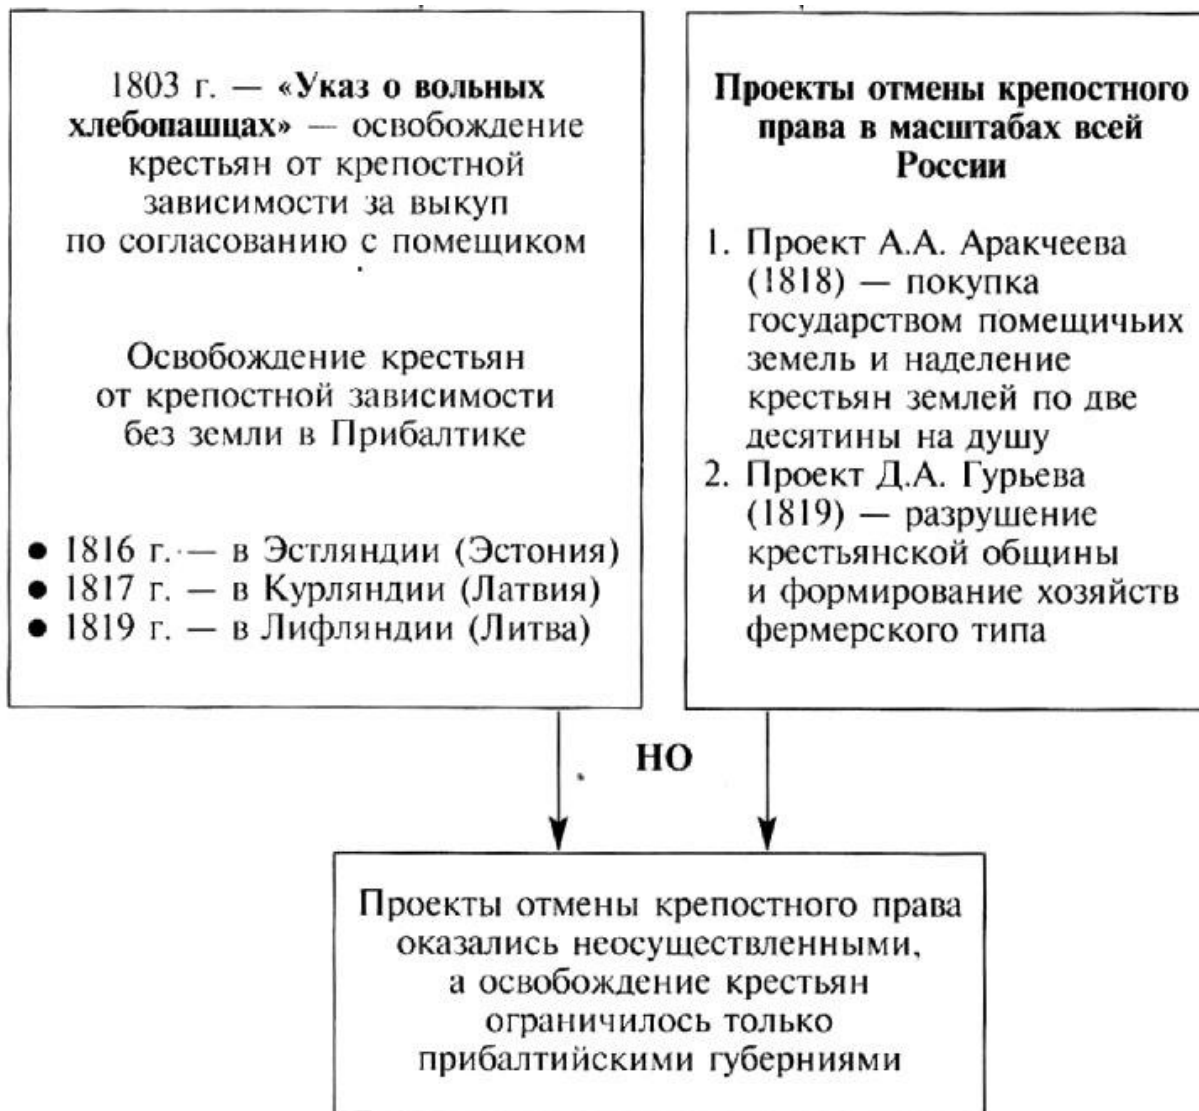 1803 г. — «Указ о вольных
хлебопашцах» — освобождение
крестьян от крепостной
зависимости за выкуп
по согласованию с помещиком
Освобождение крестьян
от крепостной зависимости
без земли в Прибалтике
● 1816 г. — в Эстляндии (Эстония)
● 1817 г. — в Курляндии (Латвия)
● 1819 г. — в Лифляндии (Литва)
Проекты отмены крепостного
права в масштабах всей
России
1. Проект А.А. Аракчеева
(1818) — покупка
государством помещичьих
земель и наделение
крестьян землей по две
десятины на душу
2. Проект Д.А. Гурьева
(1819) — разрушение
крестьянской общины
и формирование хозяйств
фермерского типа
НО
Проекты отмены крепостного права
оказались неосуществленными,
а освобождение крестьян
ограничилось только
прибалтийскими губерниями